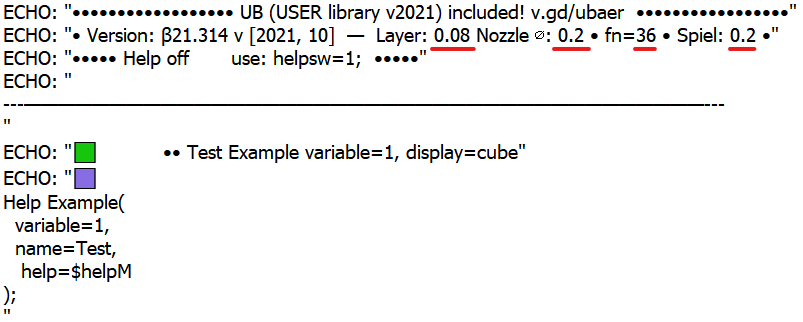 ECHO: "•••••••••••••••••• UB (USER library v2021) included! v.gd/ubaer •••••••••••••••••"
ECHO: "• Version: β21.314 v [2021, 10] — Layer: 0.08 Nozzle ∅: 0.2 • fn=36 • Spiel: 0.2 •"
ECHO: "••••• Help off use: helpsw=1; •••••"
ECHO: "
----------------------------------------------------------------------
"
ECHO: "🟩 •• Test Example variable=1, display=cube"
ECHO: "🟪
Help Example(
variable=1,
name=Test,
help=$helpM
);
"